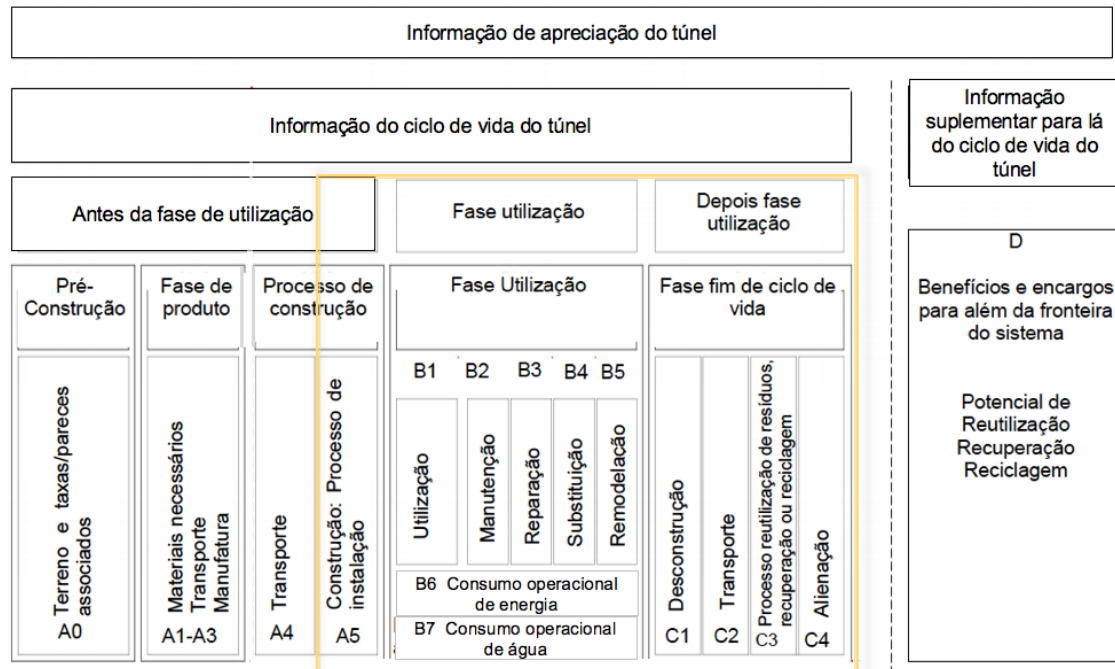 Informação de apreciação do túnel
Informação do ciclo de vida do túnel
Informação
suplementar para lá
do ciclo de vida do
túnel
Antes da fase de utilização
Fase utilização
Depois fase
utilização
Pré-
Construção
Fase de
produto
Processo de
construção
Fase Utilização
Fase fim de ciclo de
vida
Terreno e taxas/pareces
associados
A0
Materiais necessários
Transporte
Manufatura
A1-A3
Transporte
A4
Construção: Processo de
instalação
A5
B1
B2
B3
B4
B5
Utilização
Manutenção
Reparação
Substituição
Remodelação
B6 Consumo operacional
de energia
B7 Consumo operacional
de água
Desconstrução
C1
Transporte
C2
Processo reutilização de resíduos,
recuperação ou reciclagem
C3
Alienação
C4
D
Benefícios e encargos
para além da fronteira
do sistema
Potencial de
Reutilização
Recuperação
Reciclagem